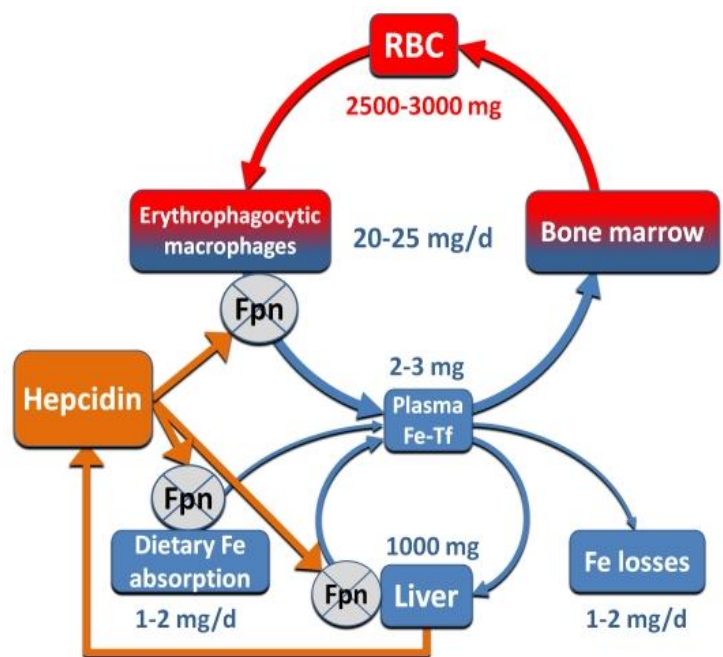 RBC
2500-3000 mg
Erythrophagocytic
macrophages
20-25 mg/d
Bone marrow
Fpn
2-3 mg
Hepcidin
Plasma
Fe-Tf
Fpn
Dietary Fe
absorption
1-2 mg/d
1000 mg
Fpn
Liver
Fe losses
1-2 mg/d